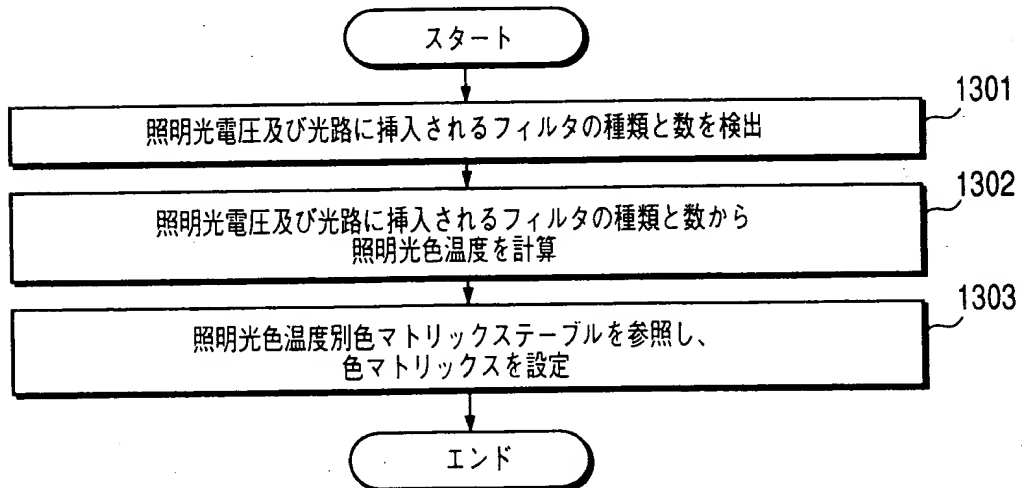 スタート
1301
照明光電圧及び光路に挿入されるフィルタの種類と数を検出
1302
照明光電圧及び光路に挿入されるフィルタの種類と数から
照明光色温度を計算
1303
照明光色温度別色マトリックステーブルを参照し、
色マトリックスを設定
エンド